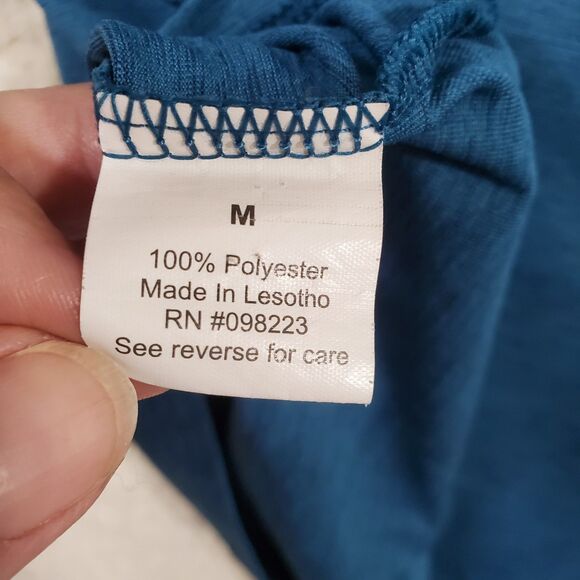 M
100% Polyester
Made In Lesotho
RN #098223
See reverse for care